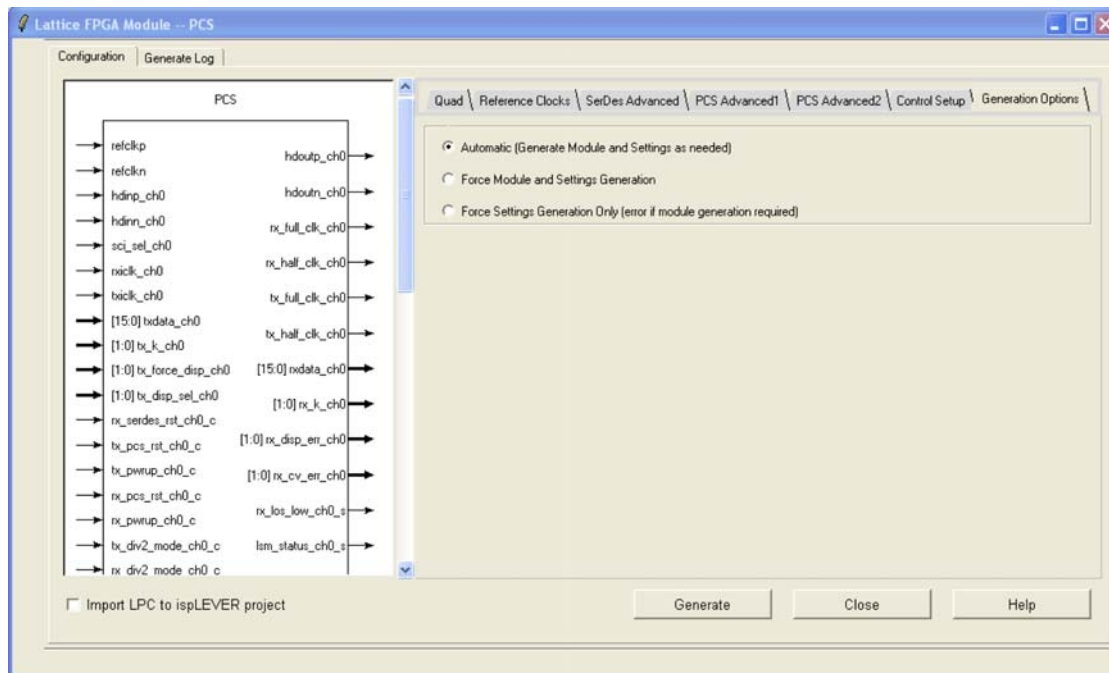 Lattice FPGA Module -- PCS
Configuration
Generate Log
PCS
refclkp
refclkn
hdinp_ch0
hdinn_ch0
sci_sel_ch0
rxiclk_ch0
txiclk_ch0
[15:0] txdata_ch0
[1:0] tx_k_ch0
[1:0] tx_force_disp_ch0
[1:0] tx_disp_sel_ch0
rx_serdes_rst_ch0_c
tx_pcs_rst_ch0_c
tx_pwrup_ch0_c
rx_pcs_rst_ch0_c
rx_pwrup_ch0_c
tx_div2_mode_ch0_c
rx_div2_mode_ch0_c
hdoutp_ch0
hdoutn_ch0
rx_full_clk_ch0
rx_half_clk_ch0
tx_full_clk_ch0
tx_half_clk_ch0
[15:0] rxdata_ch0
[1:0] rx_k_ch0
[1:0] rx_disp_err_ch0
[1:0] rx_cv_err_ch0
rx_los_low_ch0_s
lsm_status_ch0_s
Quad \ Reference Clocks \ SerDes Advanced \ PCS Advanced1 \ PCS Advanced2 \ Control Setup \ Generation Options \
Automatic (Generate Module and Settings as needed)
Force Module and Settings Generation
Force Settings Generation Only (error if module generation required)
Import LPC to ispLEVER project
Generate
Close
Help